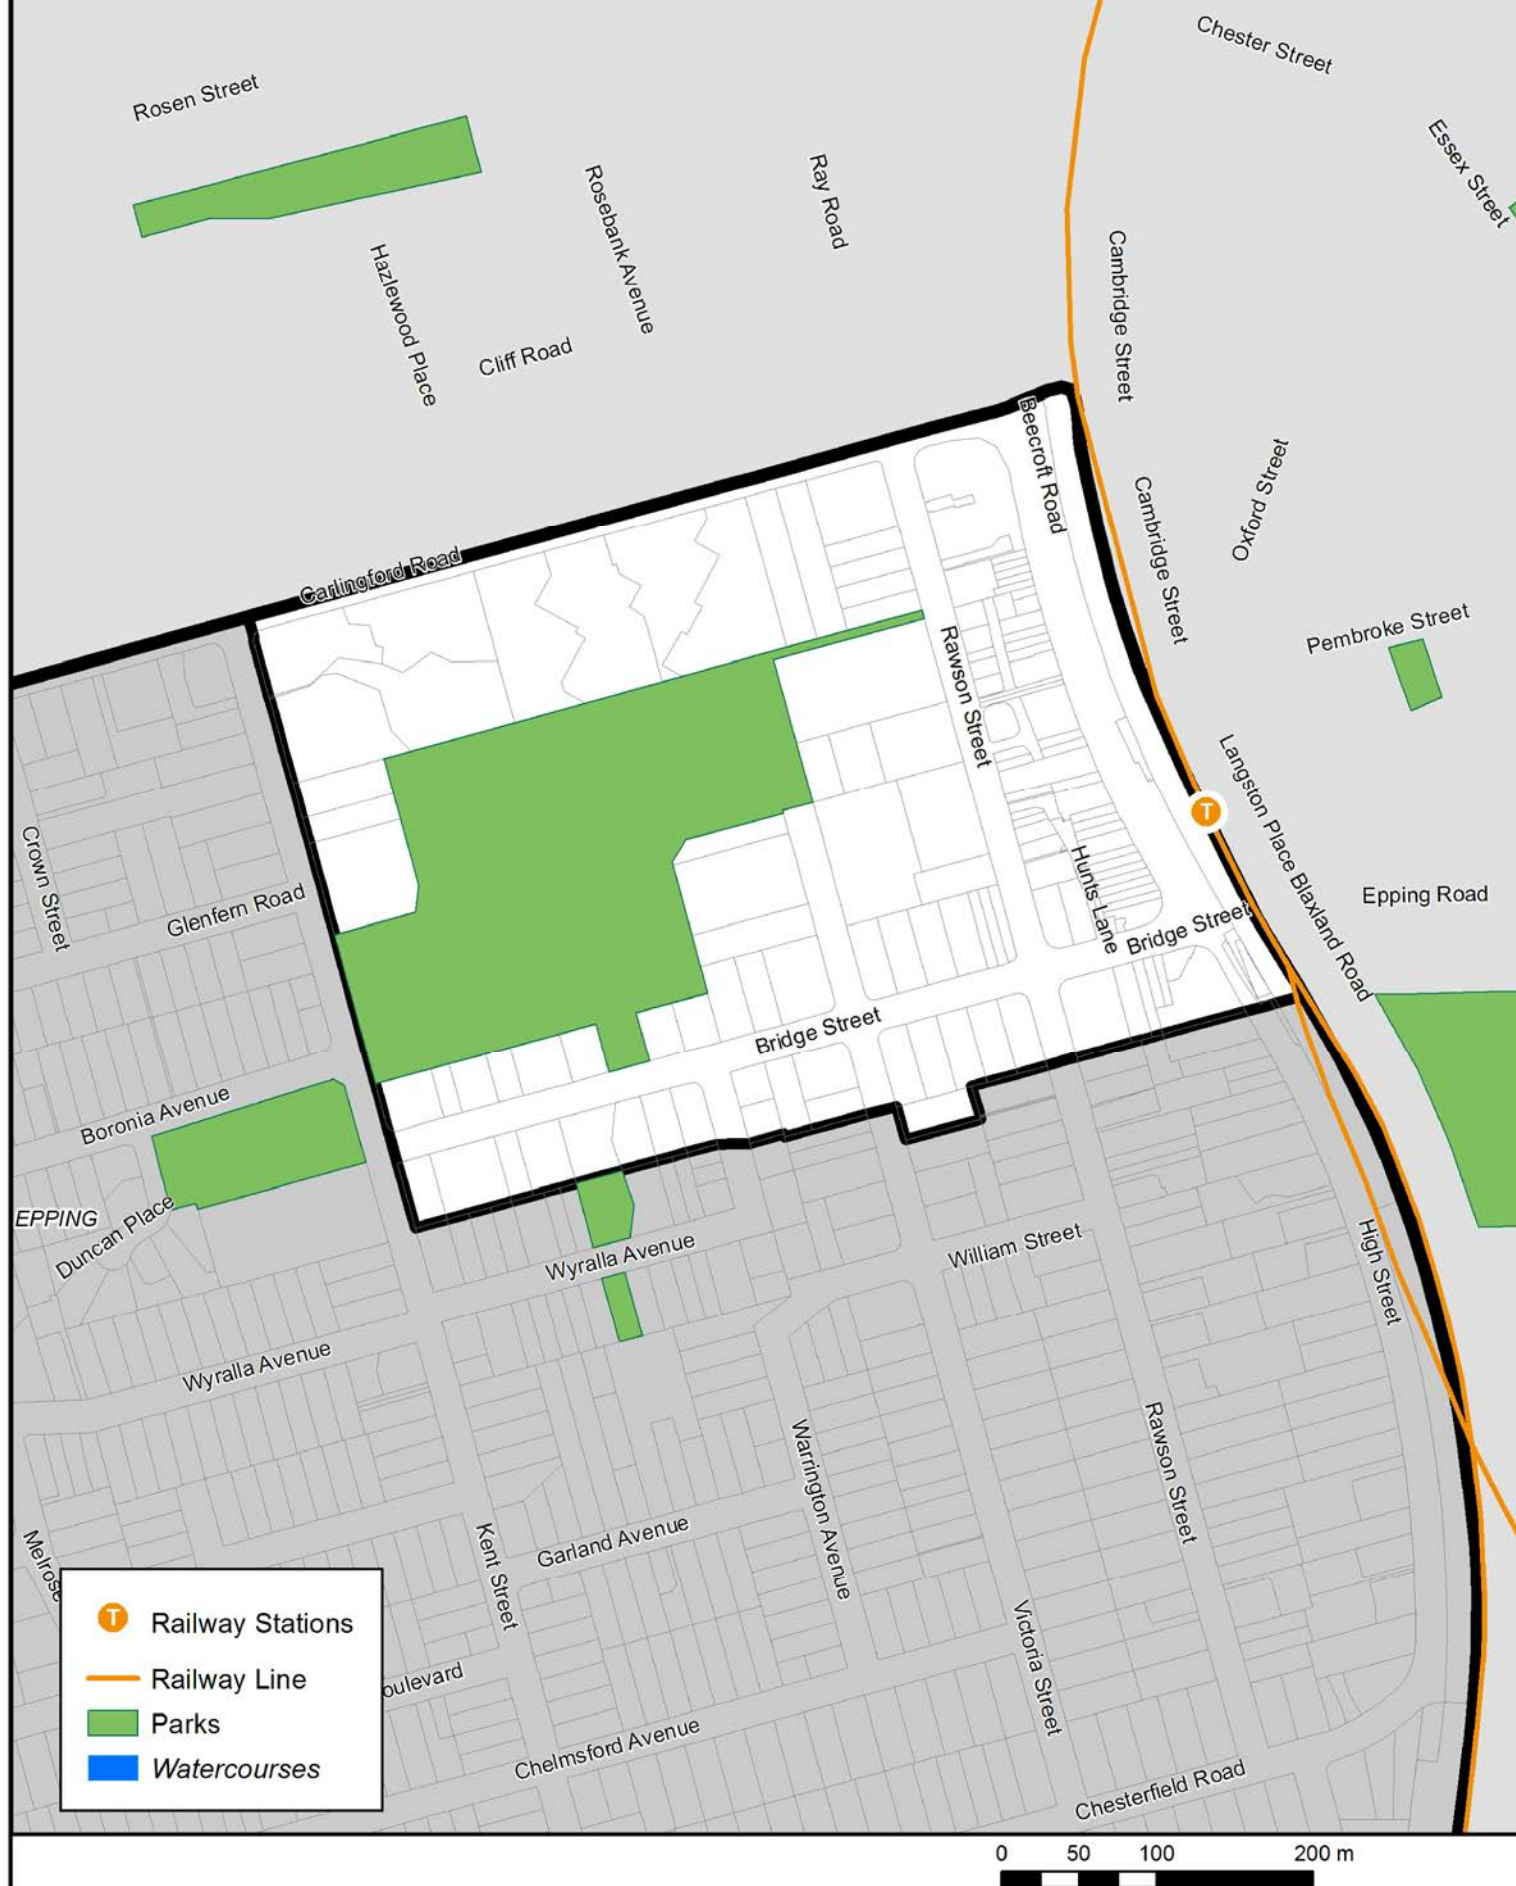 Chester Street
Rosen Street
Essex Street
Ray Road
Rosebank Avenue
Cambridge Street
Hazlewood Place
Cliff Road
Beecroft Road
Oxford Street
Cambridge Street
Carlingford Road
Pembroke Street
Rawson Street
Langston Place
Blaxland Road
Crown Street
Hunts Lane
Epping Road
Glenfern Road
Bridge Street
Bridge Street
Boronia Avenue
EPPING
Duncan Place
Wyralla Avenue
William Street
High Street
Wyralla Avenue
Rawson Street
Warrington Avenue
Kent Street
Garland Avenue
Melrose
Victoria Street
oulevard
Chelmsford Avenue
Chesterfield Road
T
T
Railway Stations
Railway Line
Parks
Watercourses
0 50 100 200 m